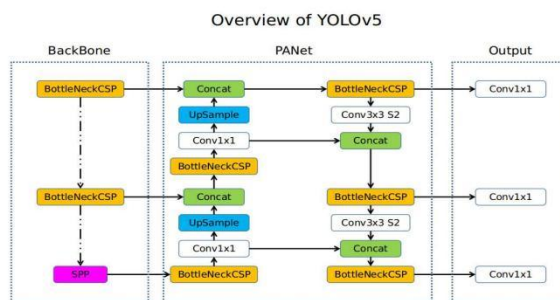 Overview of YOLOv5
BackBone PANet Output
BottleNeckCSP Concat BottleNeckCSP Conv1x1
UpSample Conv3x3 S2
Conv1x1 Concat
BottleNeckCSP
BottleNeckCSP Concat BottleNeckCSP Conv1x1
UpSample Conv3x3 S2
Conv1x1 Concat
SPP BottleNeckCSP BottleNeckCSP Conv1x1